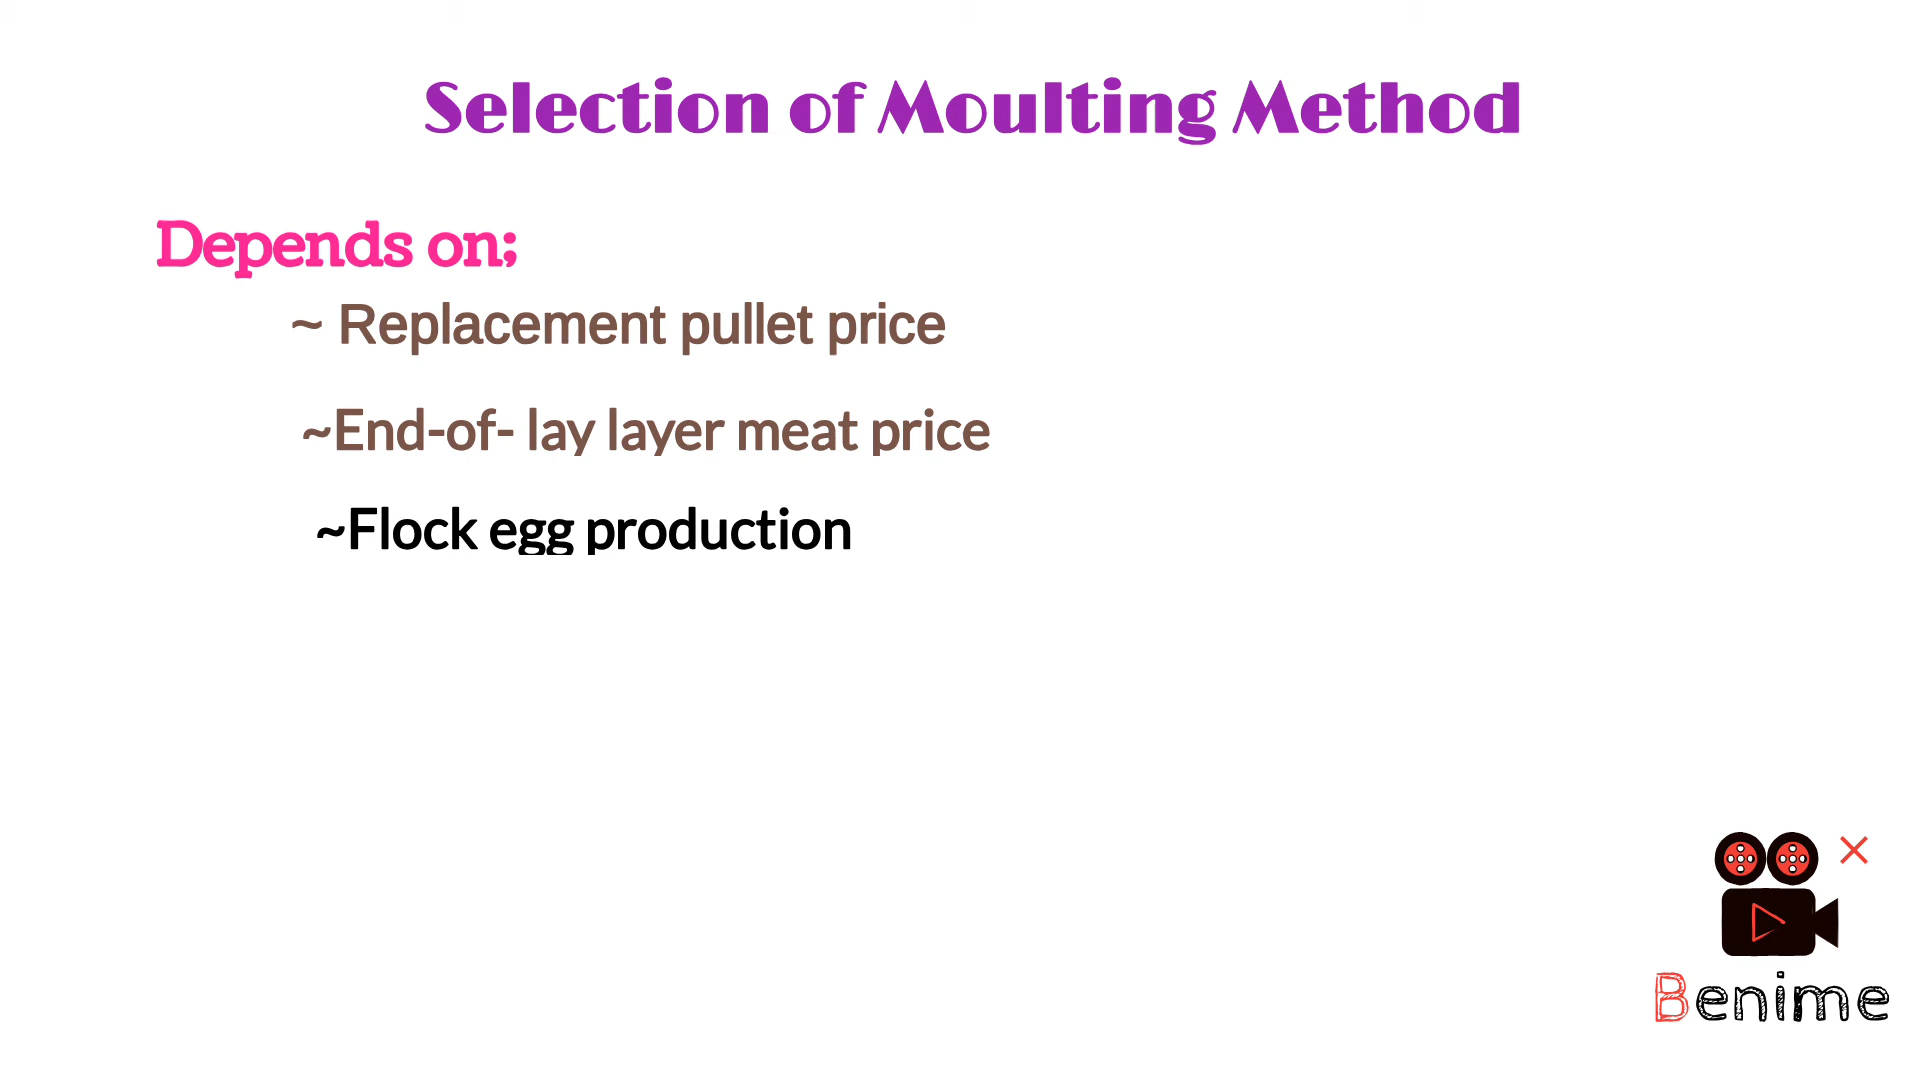 Selection of Moulting Method
Depends on;
~ Replacement pullet price
~End-of- lay layer meat price
~Flock egg production
Benime